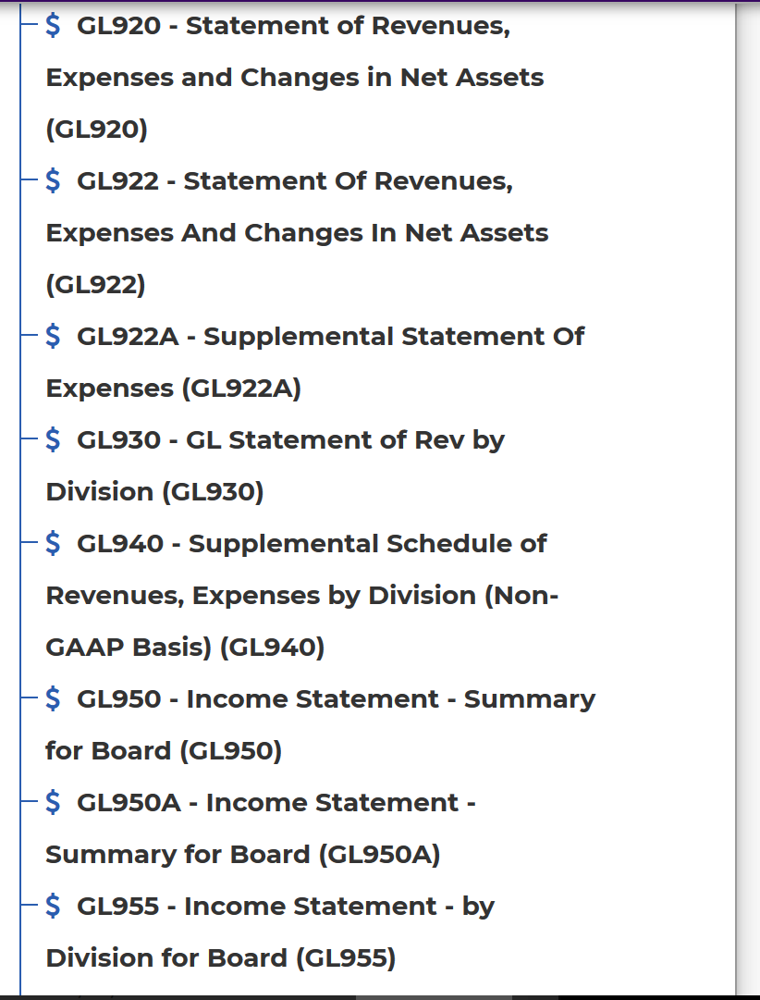 $ GL920 - Statement of Revenues,
Expenses and Changes in Net Assets
(GL920)
$ GL922 - Statement Of Revenues,
Expenses And Changes In Net Assets
(GL922)
$ GL922A - Supplemental Statement Of
Expenses (GL922A)
$ GL930 - GL Statement of Rev by
Division (GL930)
$ GL940 - Supplemental Schedule of
Revenues, Expenses by Division (Non-
GAAP Basis) (GL940)
$ GL950 - Income Statement - Summary
for Board (GL950)
$ GL950A - Income Statement -
Summary for Board (GL950A)
$ GL955 - Income Statement - by
Division for Board (GL955)